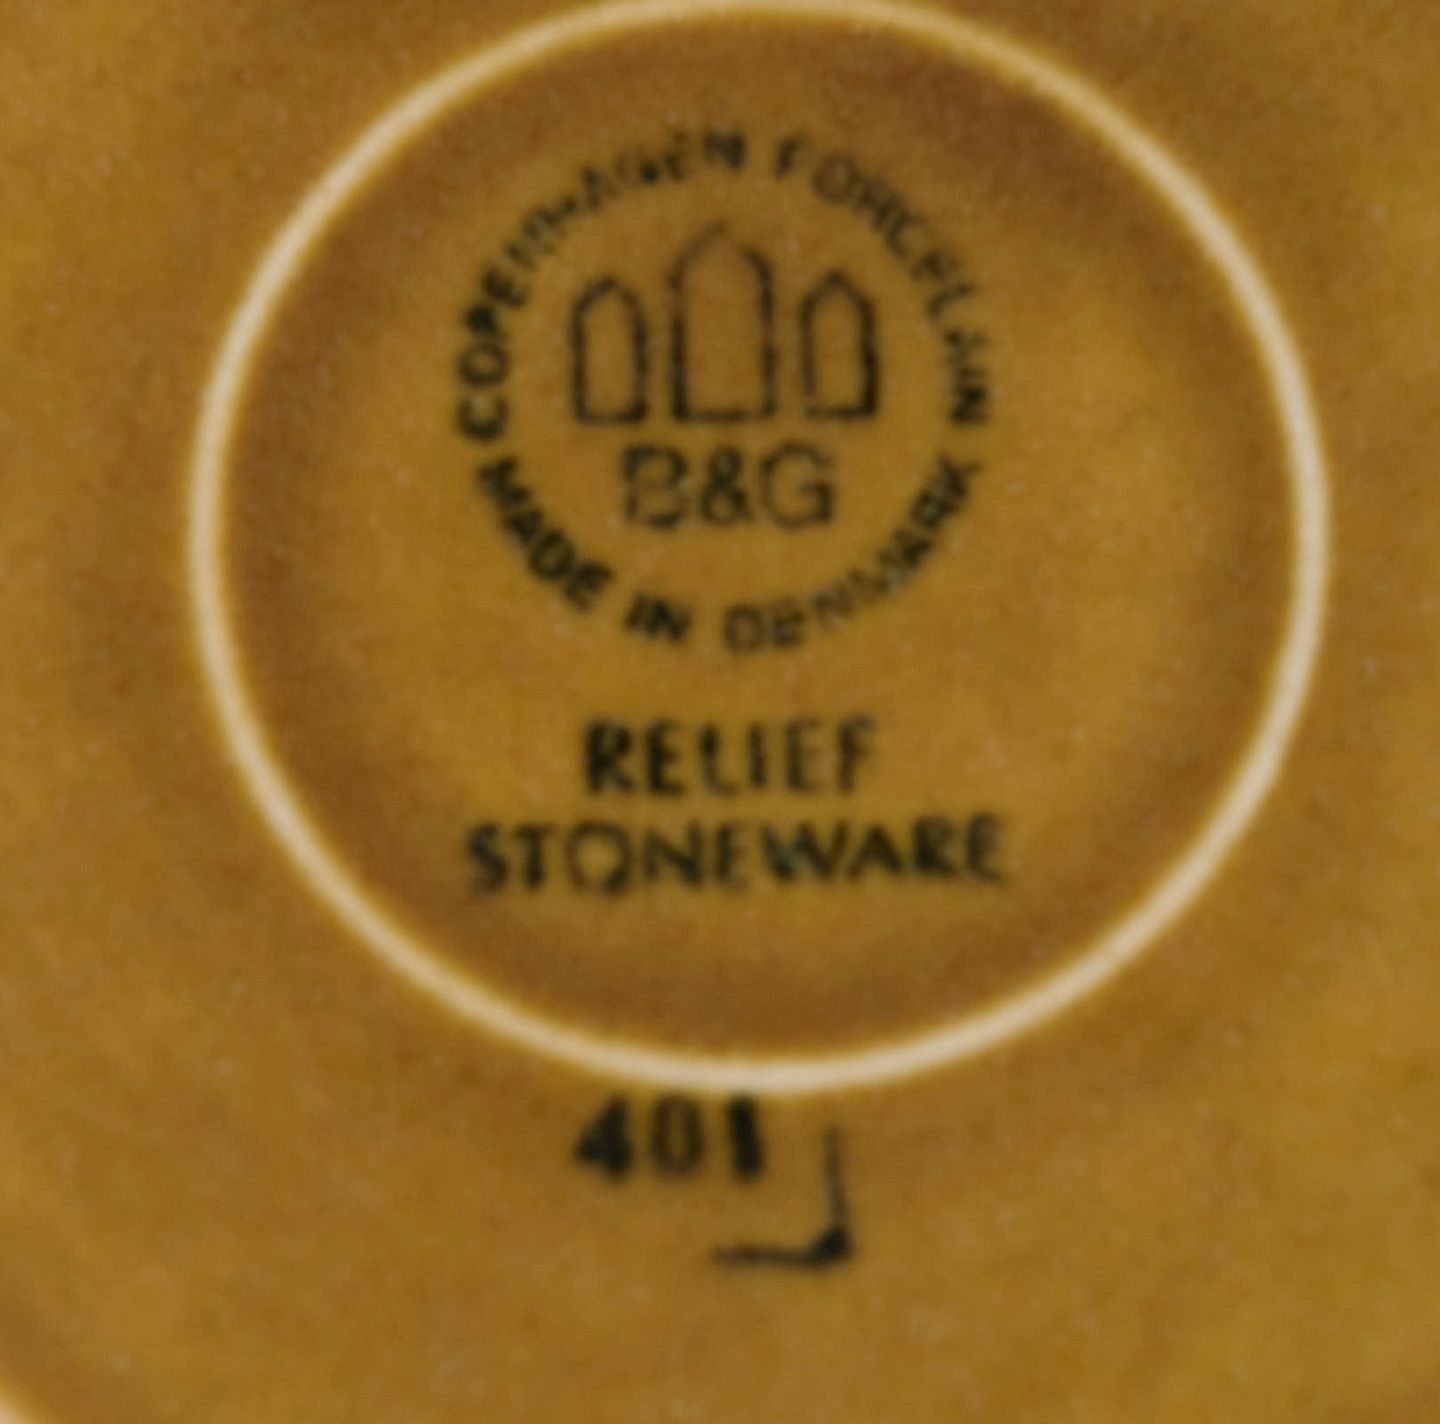 COPENHAGEN PORCELAIN
B&G
MADE IN DENMARK
RELIEF
STONEWARE
401